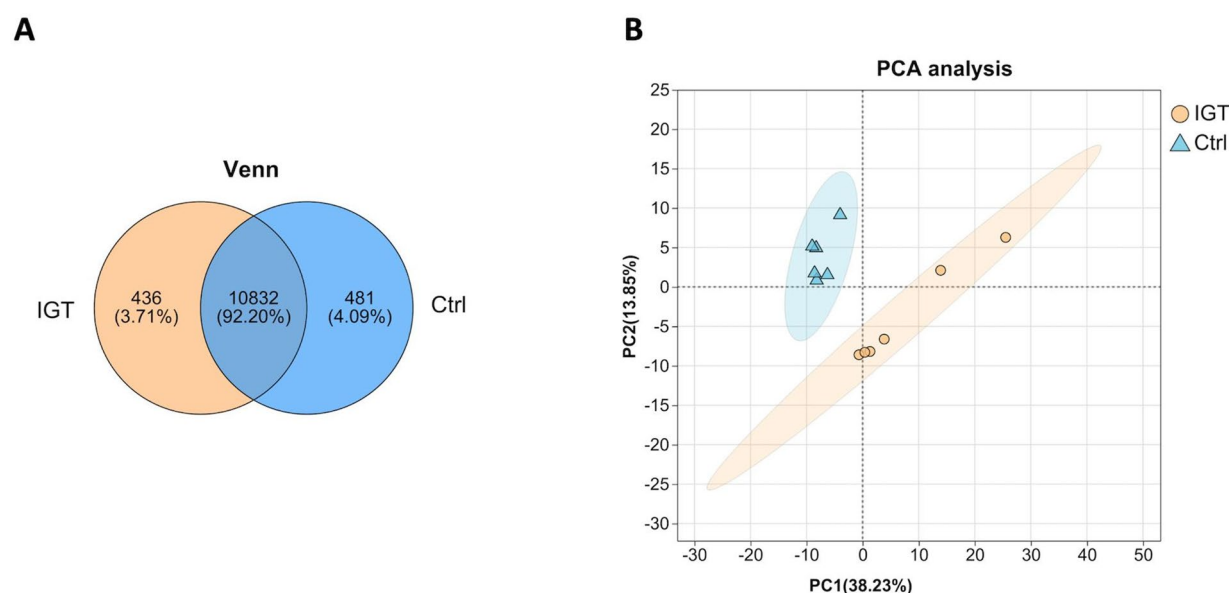 A
Venn
IGT
436
(3.71%)
10832
(92.20%)
481
(4.09%)
Ctrl
B
PCA analysis
IGT
Ctrl
PC2(13.85%)
25
20
15
10
5
0
-5
-10
-15
-20
-25
-30
-30 -20 -10 0 10 20 30 40 50
PC1(38.23%)